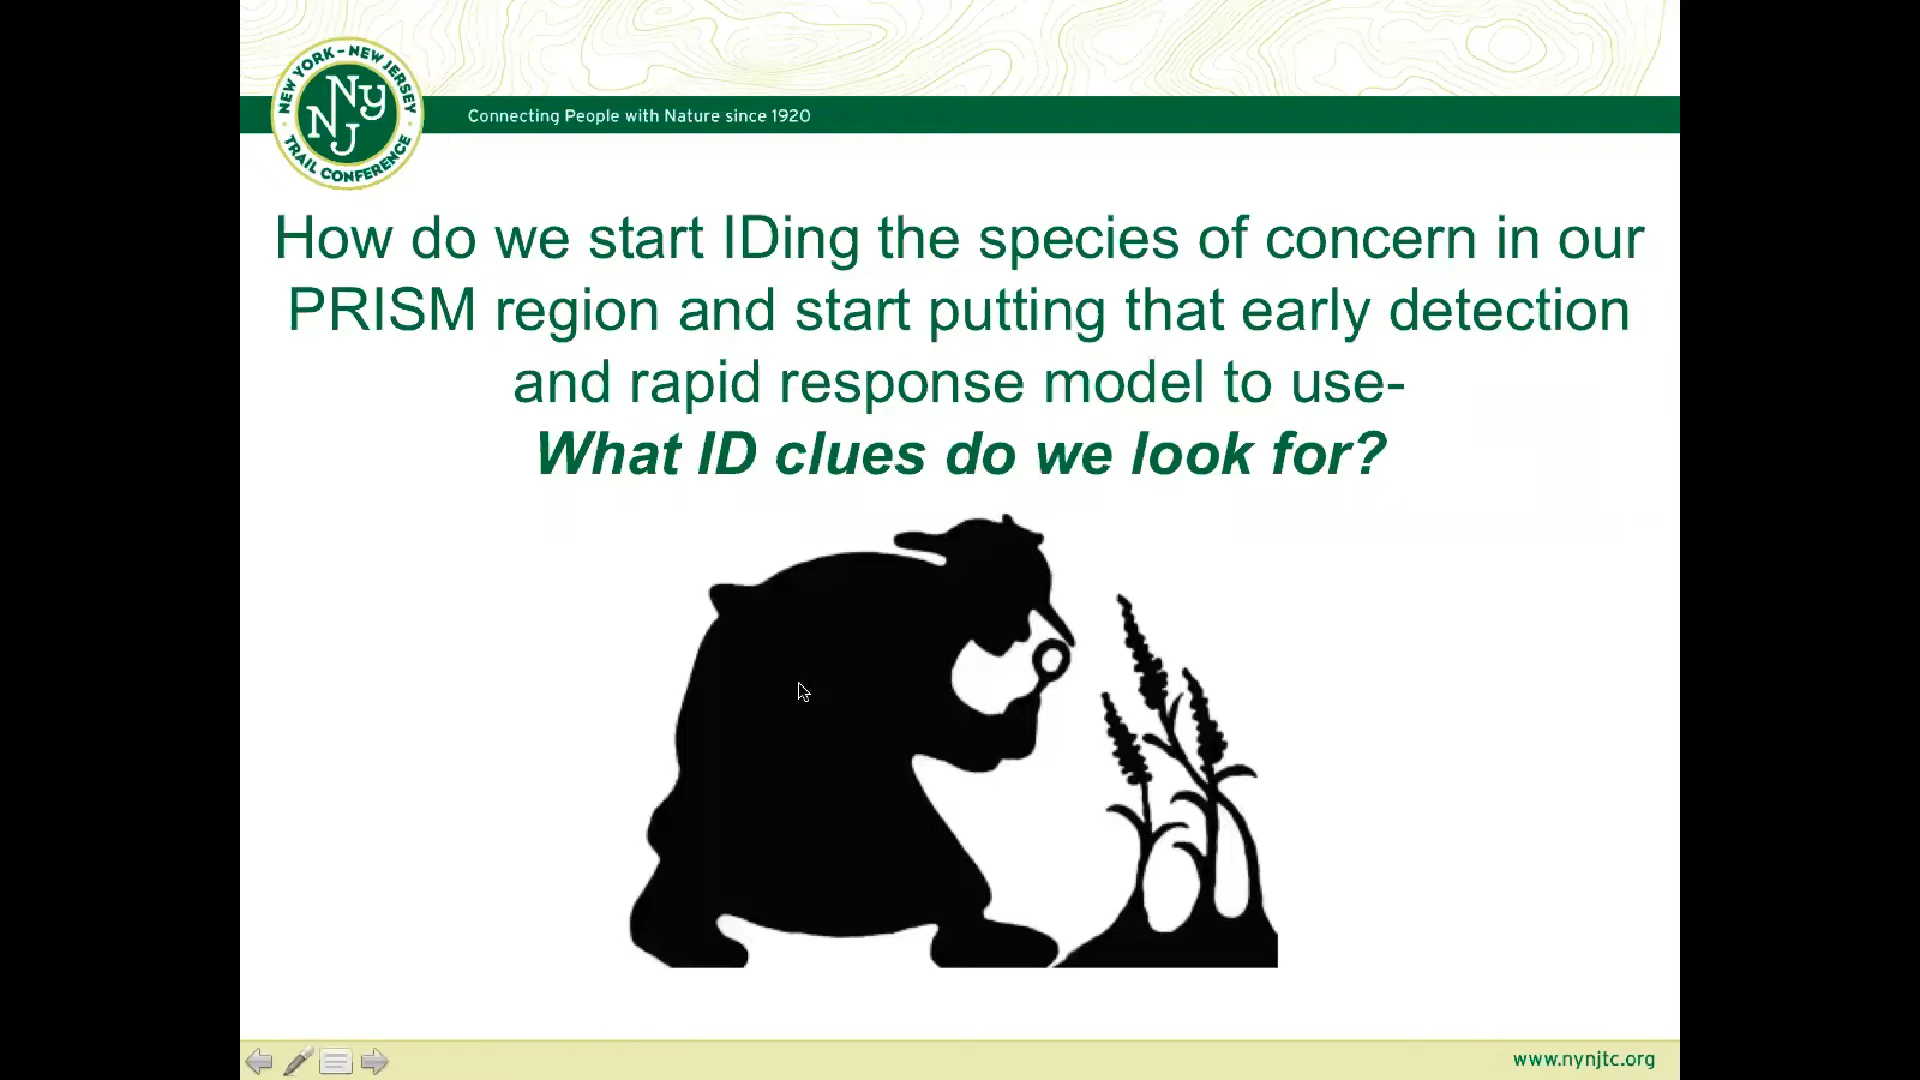 NEW YORK - NEW JERSEY
NY
NJ
TRAIL CONFERENCE
Connecting People with Nature since 1920
How do we start IDing the species of concern in our
PRISM region and start putting that early detection
and rapid response model to use-
What ID clues do we look for?
www.nynjtc.org